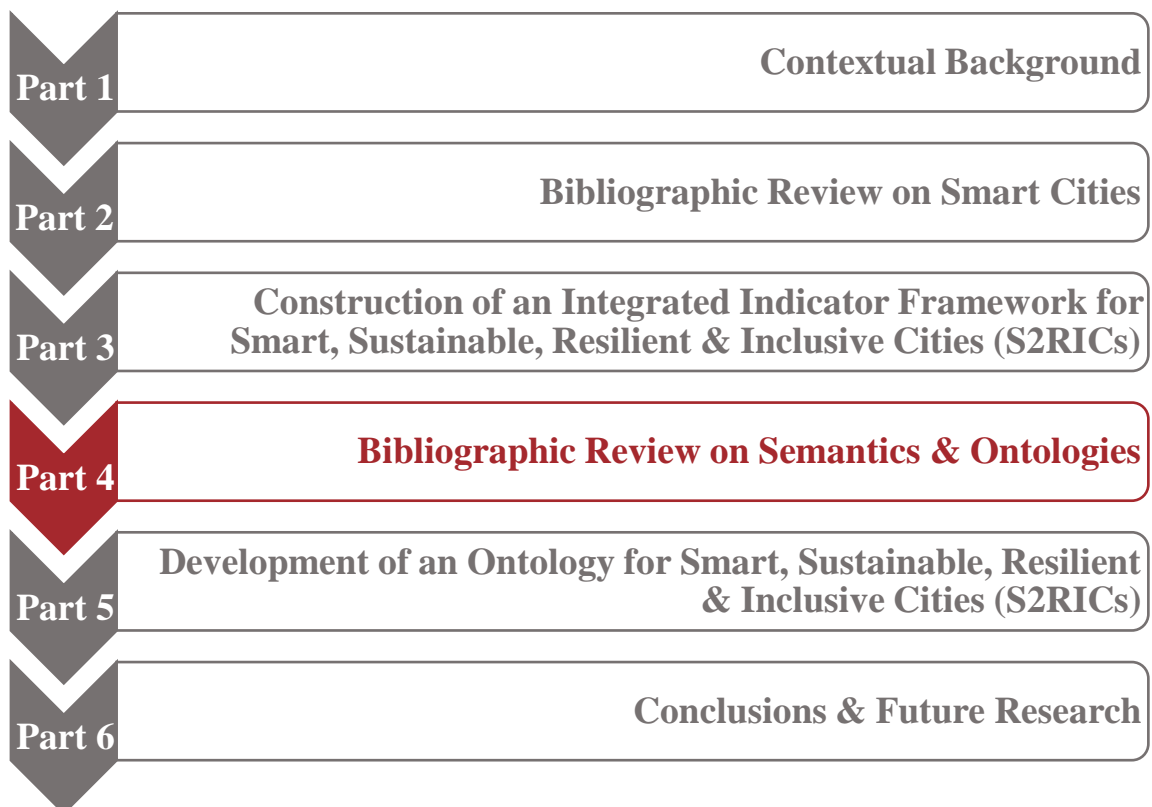 Part 1
Contextual Background
Part 2
Bibliographic Review on Smart Cities
Part 3
Construction of an Integrated Indicator Framework for
Smart, Sustainable, Resilient & Inclusive Cities (S2RICs)
Part 4
Bibliographic Review on Semantics & Ontologies
Part 5
Development of an Ontology for Smart, Sustainable, Resilient
& Inclusive Cities (S2RICs)
Part 6
Conclusions & Future Research